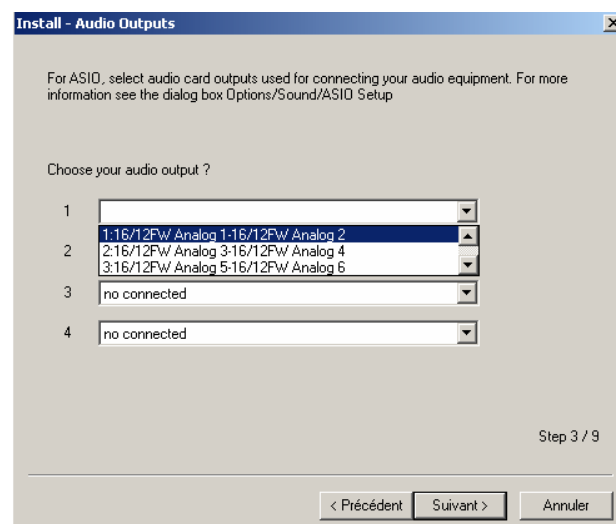 Install - Audio Outputs
For ASIO, select audio card outputs used for connecting your audio equipment. For more
information see the dialog box Options/Sound/ASIO Setup
Choose your audio output ?
1
1:16/12FW Analog 1-16/12FW Analog 2
2
2:16/12FW Analog 3-16/12FW Analog 4
3:16/12FW Analog 5-16/12FW Analog 6
3 no connected
4 no connected
Step 3 / 9
< Précédent Suivant > Annuler